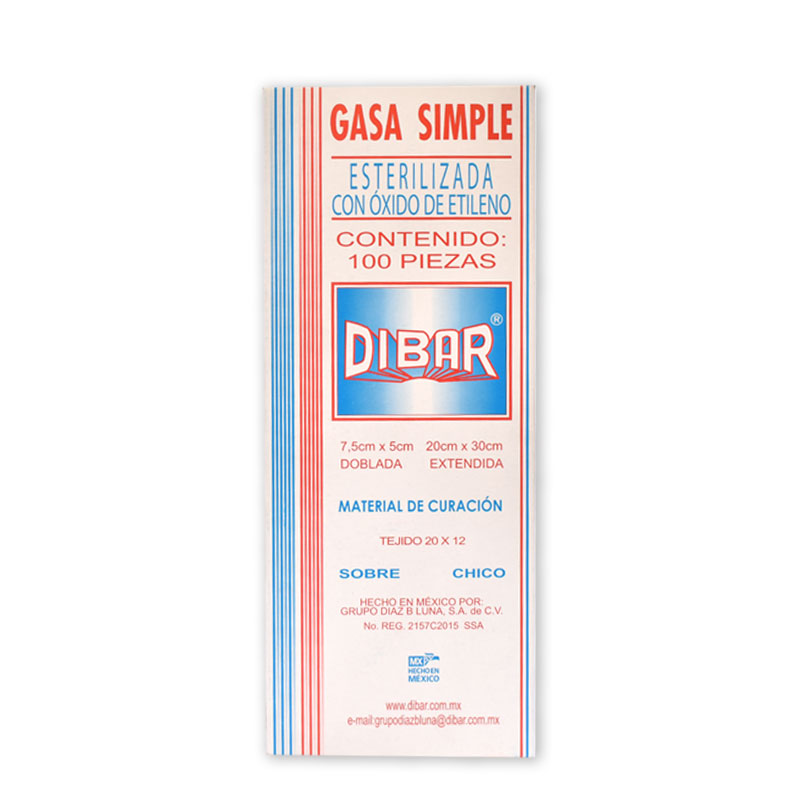 GASA SIMPLE
ESTERILIZADA
CON ÓXIDO DE ETILENO
CONTENIDO:
100 PIEZAS
DIBAR®
7,5cm x 5cm 20cm x 30cm
DOBLADA EXTENDIDA
MATERIAL DE CURACIÓN
TEJIDO 20 X 12
SOBRE CHICO
HECHO EN MÉXICO POR:
GRUPO DIAZ B LUNA, S.A. de C.V.
No. REG. 2157C2015 SSA
MX
HECHO EN
MÉXICO
www.dibar.com.mx
e-mail:grupodiazbluna@dibar.com.mx